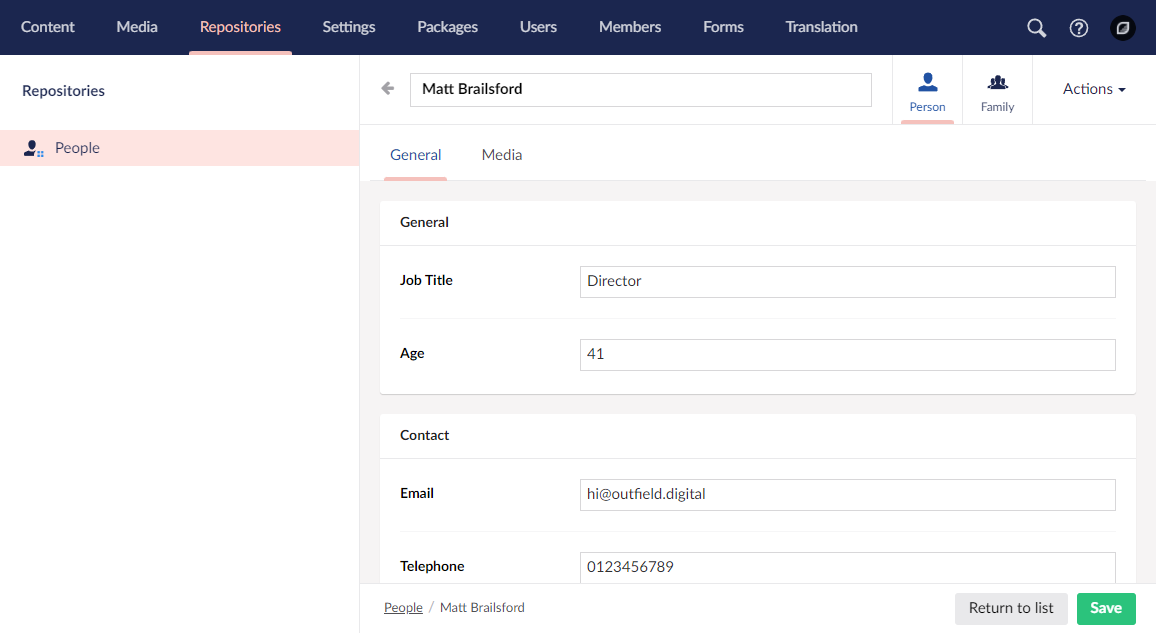 Content Media Repositories Settings Packages Users Members Forms Translation
Repositories
People
Matt Brailsford
Person Family Actions
General Media
General
Job Title Director
Age 41
Contact
Email hi@outfield.digital
Telephone 0123456789
People / Matt Brailsford Return to list Save